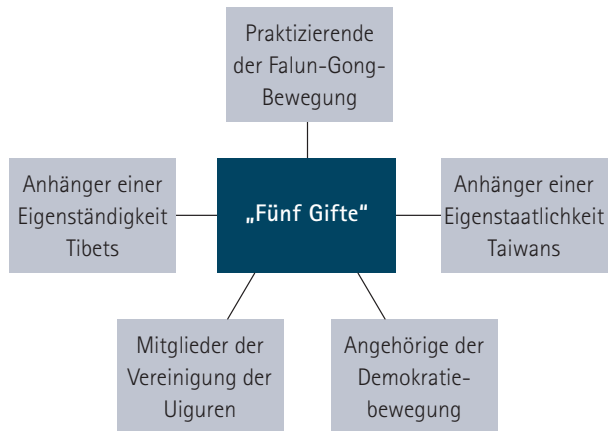 Praktizierende
der Falun-Gong-
Bewegung
Anhänger einer
Eigenständigkeit
Tibets
„Fünf Gifte“
Anhänger einer
Eigenstaatlichkeit
Taiwans
Mitglieder der
Vereinigung der
Uiguren
Angehörige der
Demokratie-
bewegung